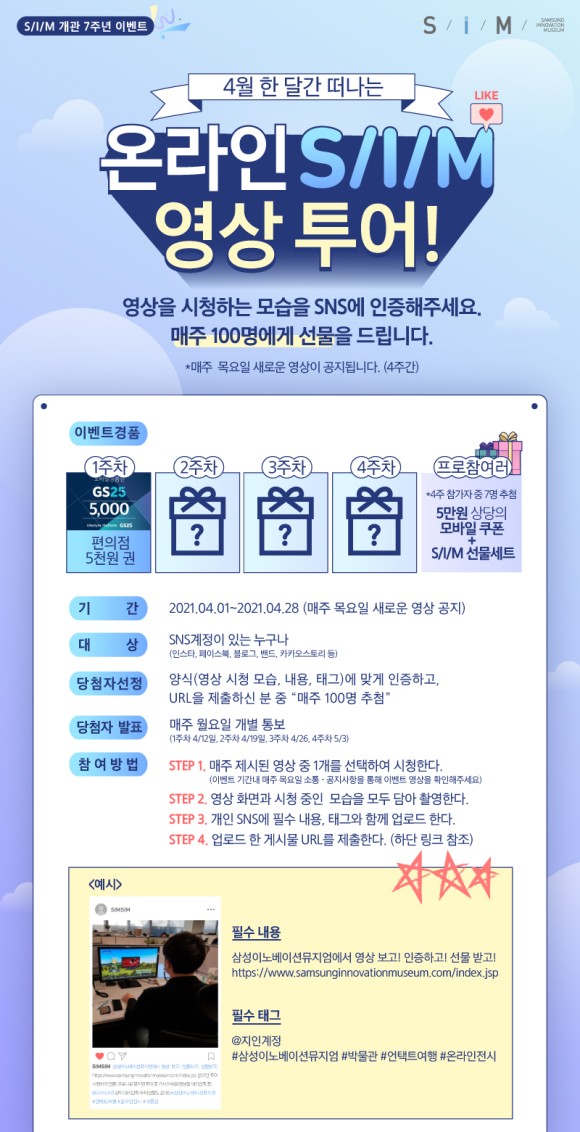 S/I/M 개관 7주년 이벤트
S / i / M / SAMSUNG
INNOVATION
MUSEUM
4월 한 달간 떠나는
LIKE
온라인 S/I/M
영상 투어!
영상을 시청하는 모습을 SNS에 인증해주세요.
매주 100명에게 선물을 드립니다.
*매주 목요일 새로운 영상이 공지됩니다. (4주간)
이벤트경품
1주차
2주차
3주차
4주차
프로참여러
GS25
5,000
GS25
편의점
5천원 권
?
?
?
*4주 참가자 중 7명 추첨
5만원 상당의
모바일 쿠폰
+
S/I/M 선물세트
기 간
2021.04.01~2021.04.28 (매주 목요일 새로운 영상 공지)
대 상
SNS계정이 있는 누구나
(인스타, 페이스북, 블로그, 밴드, 카카오스토리 등)
당첨자선정
양식(영상 시청 모습, 내용, 태그)에 맞게 인증하고,
URL을 제출하신 분 중 “매주 100명 추첨”
당첨자 발표
매주 월요일 개별 통보
(1주차 4/12일, 2주차 4/19일, 3주차 4/26, 4주차 5/3)
참 여 방 법
STEP 1. 매주 제시된 영상 중 1개를 선택하여 시청한다.
(이벤트 기간내 매주 목요일 소통 - 공지사항을 통해 이벤트 영상을 확인해주세요)
STEP 2. 영상 화면과 시청 중인 모습을 모두 담아 촬영한다.
STEP 3. 개인 SNS에 필수 내용, 태그와 함께 업로드 한다.
STEP 4. 업로드 한 게시물 URL를 제출한다. (하단 링크 참조)
<예시>
SIMSIM
SIMSIM
필수 내용
삼성이노베이션뮤지엄에서 영상 보고! 인증하고! 선물 받고!
https://www.samsunginnovationmuseum.com/index.jsp
필수 태그
@지인계정
#삼성이노베이션뮤지엄 #박물관 #언택트여행 #온라인전시